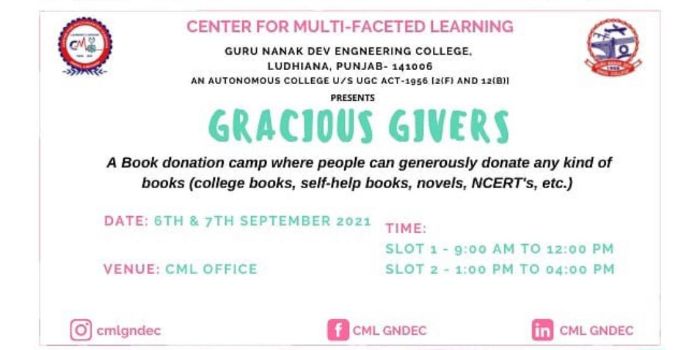 CENTER FOR MULTI-FACETED LEARNING
GURU NANAK DEV ENGNEERING COLLEGE,
LUDHIANA, PUNJAB- 141006
AN AUTONOMOUS COLLEGE U/S UGC ACT-1956 [2(F) AND 12(B)]
PRESENTS
GRACIOUS GIVERS
A Book donation camp where people can generously donate any kind of
books (college books, self-help books, novels, NCERT's, etc.)
DATE: 6TH & 7TH SEPTEMBER 2021
TIME:
SLOT 1 - 9:00 AM TO 12:00 PM
SLOT 2 - 1:00 PM TO 04:00 PM
VENUE: CML OFFICE
cmlgndec
CML GNDEC
CML GNDEC